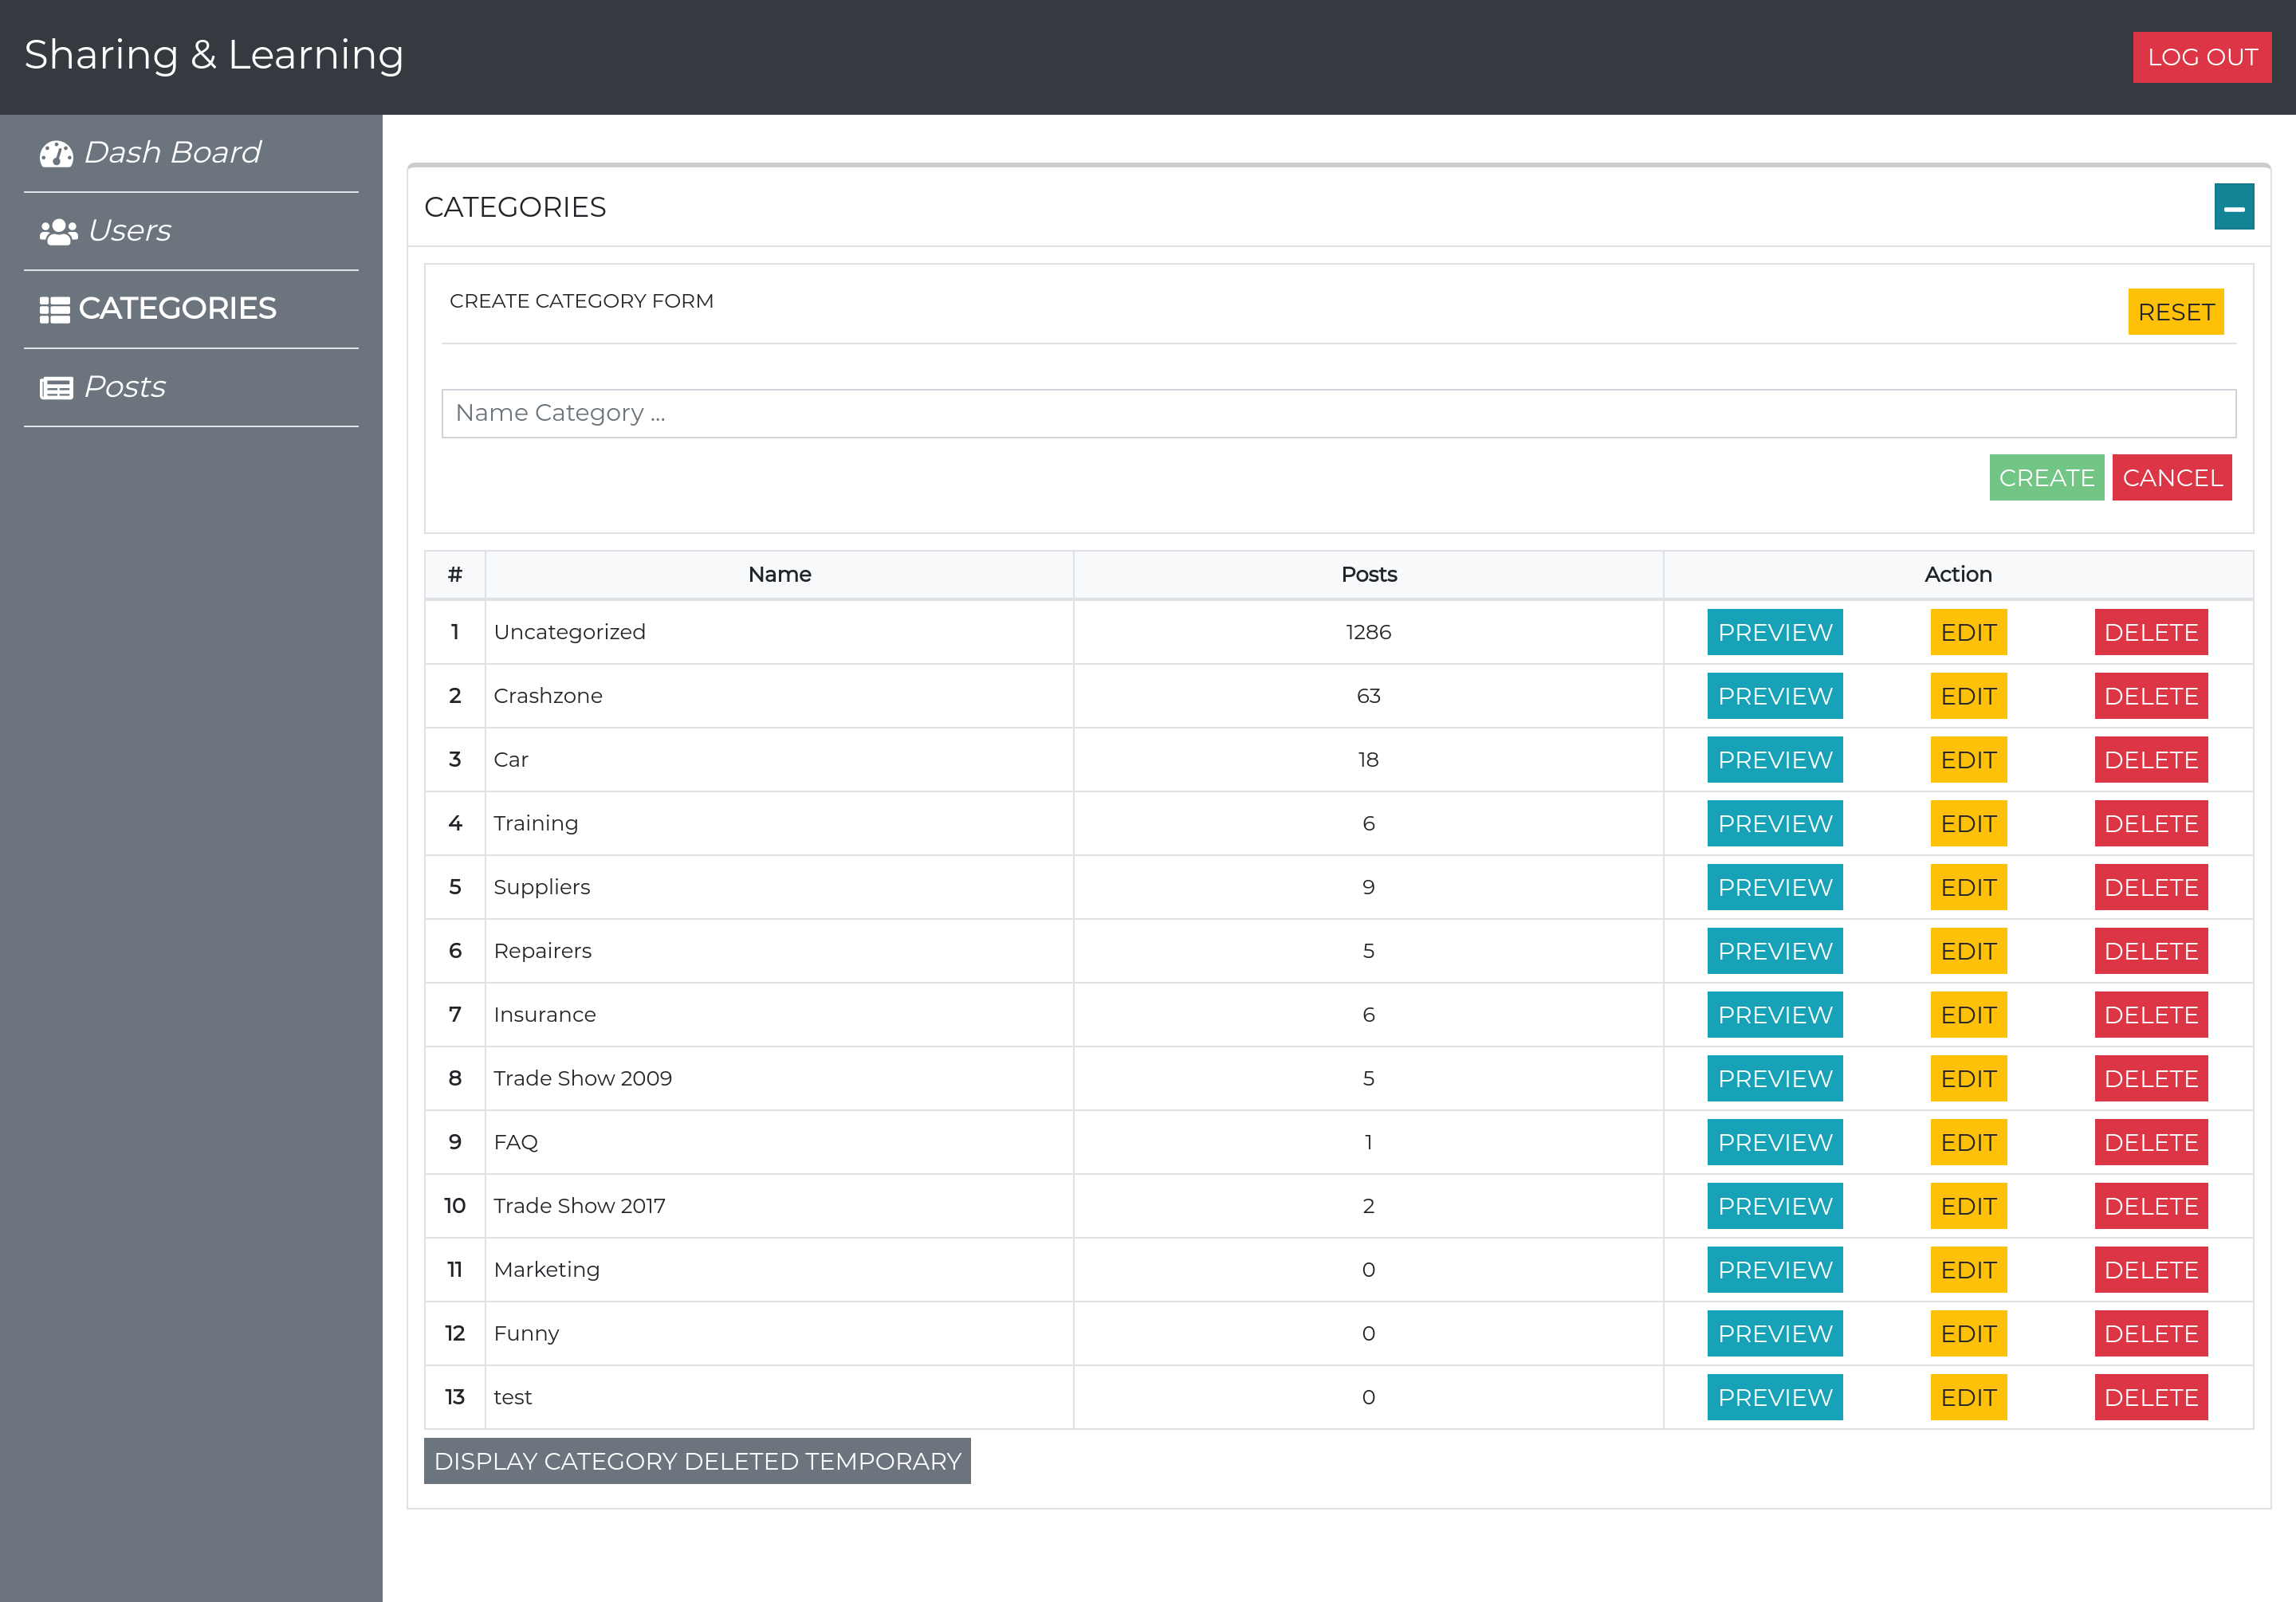 Sharing & Learning
LOG OUT
Dash Board
Users
CATEGORIES
Posts
CATEGORIES
CREATE CATEGORY FORM
RESET
Name Category ...
CREATE CANCEL
# Name Posts Action
1 Uncategorized 1286 PREVIEW EDIT DELETE
2 Crashzone 63 PREVIEW EDIT DELETE
3 Car 18 PREVIEW EDIT DELETE
4 Training 6 PREVIEW EDIT DELETE
5 Suppliers 9 PREVIEW EDIT DELETE
6 Repairers 5 PREVIEW EDIT DELETE
7 Insurance 6 PREVIEW EDIT DELETE
8 Trade Show 2009 5 PREVIEW EDIT DELETE
9 FAQ 1 PREVIEW EDIT DELETE
10 Trade Show 2017 2 PREVIEW EDIT DELETE
11 Marketing 0 PREVIEW EDIT DELETE
12 Funny 0 PREVIEW EDIT DELETE
13 test 0 PREVIEW EDIT DELETE
DISPLAY CATEGORY DELETED TEMPORARY